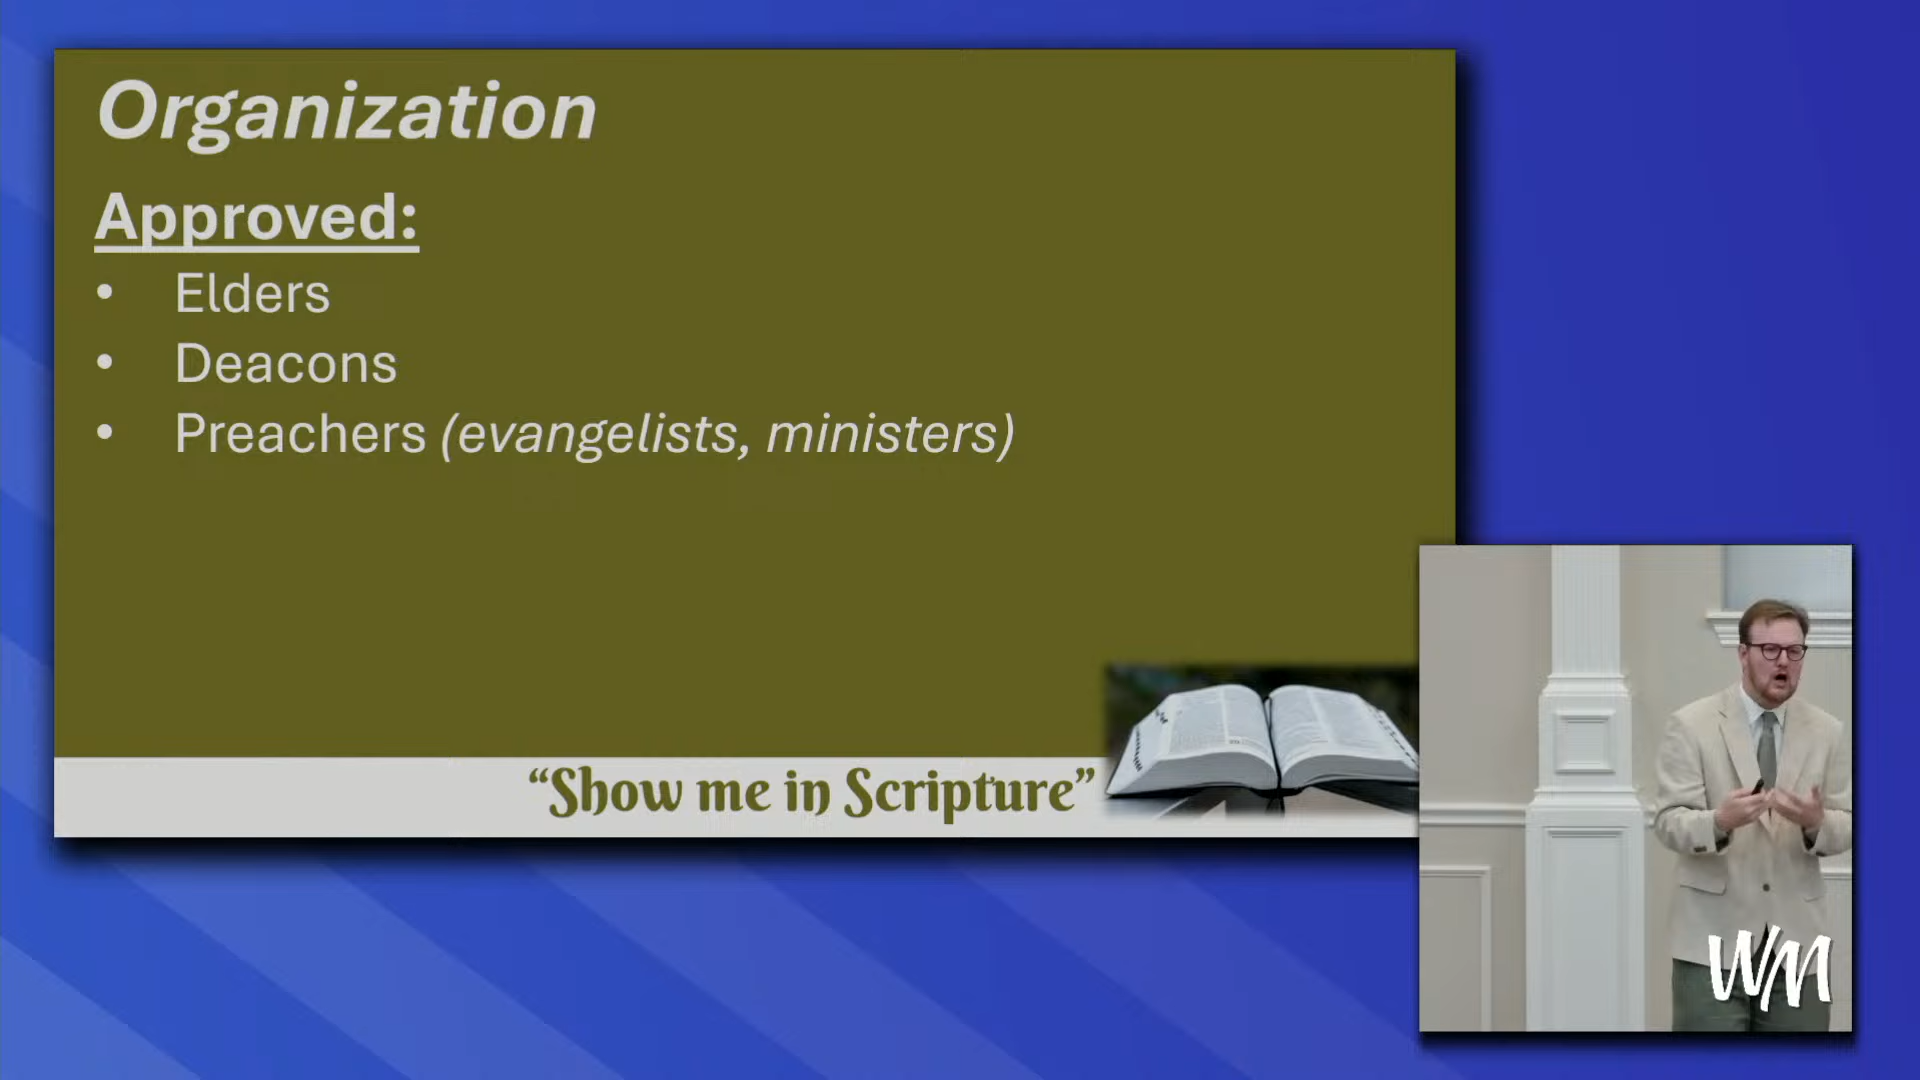 Organization
Approved:
• Elders
• Deacons
• Preachers (evangelists, ministers)
“Show me in Scripture”
WM